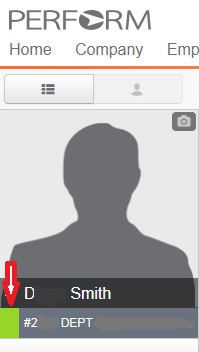 PERFORM
Home Company Emp
D Smith
#2 DEPT